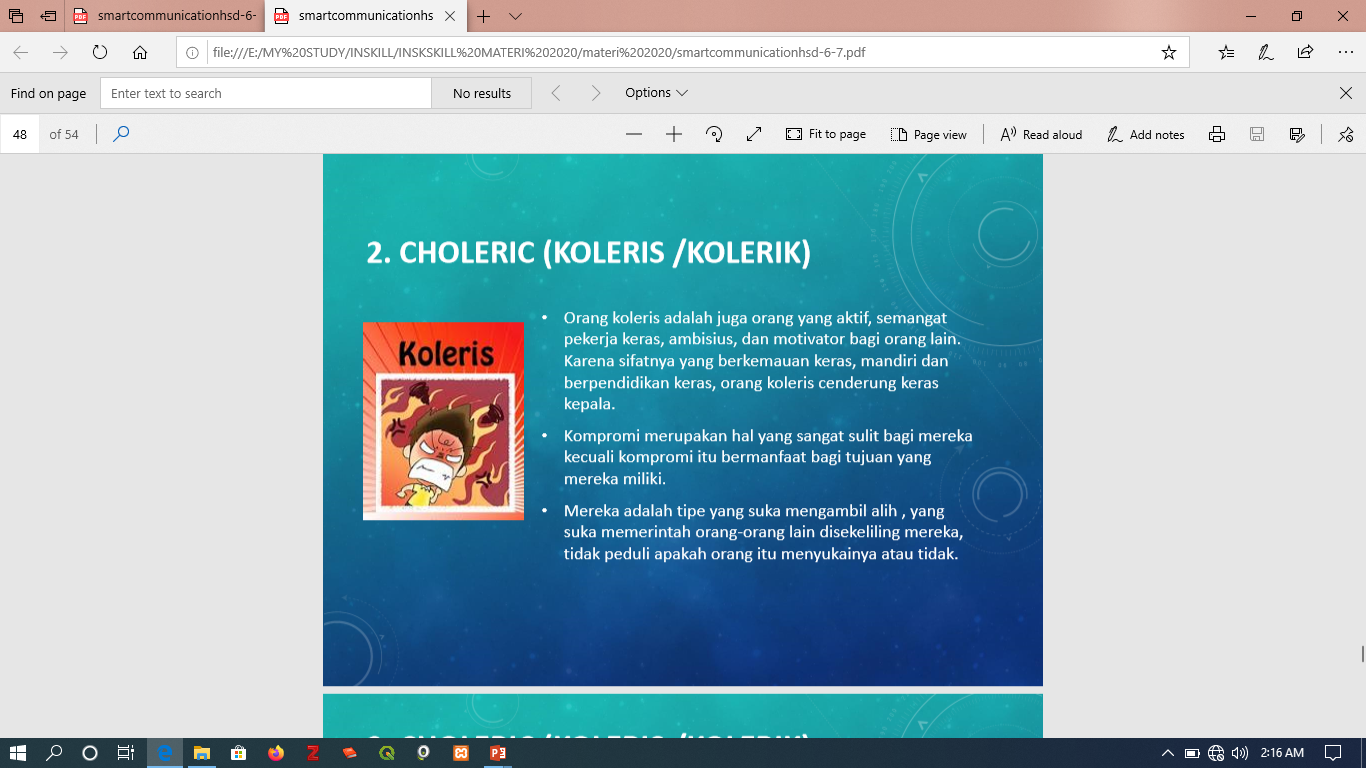 smartcommunicationhsd-6-
smartcommunicationhs
file:///E:/MY%20STUDY/INSKILL/INSKSKILL%20MATERI%202020/materi%202020/smartcommunicationhsd-6-7.pdf
Find on page
Enter text to search
No results
Options
48 of 54
Fit to page
Page view
Read aloud
Add notes
2. CHOLERIC (KOLERIS /KOLERIK)
Koleris
• Orang koleris adalah juga orang yang aktif, semangat
pekerja keras, ambisius, dan motivator bagi orang lain.
Karena sifatnya yang berkemauan keras, mandiri dan
berpendidikan keras, orang koleris cenderung keras
kepala.
• Kompromi merupakan hal yang sangat sulit bagi mereka
kecuali kompromi itu bermanfaat bagi tujuan yang
mereka miliki.
• Mereka adalah tipe yang suka mengambil alih , yang
suka memerintah orang-orang lain disekeliling mereka,
tidak peduli apakah orang itu menyukainya atau tidak.
2:16 AM